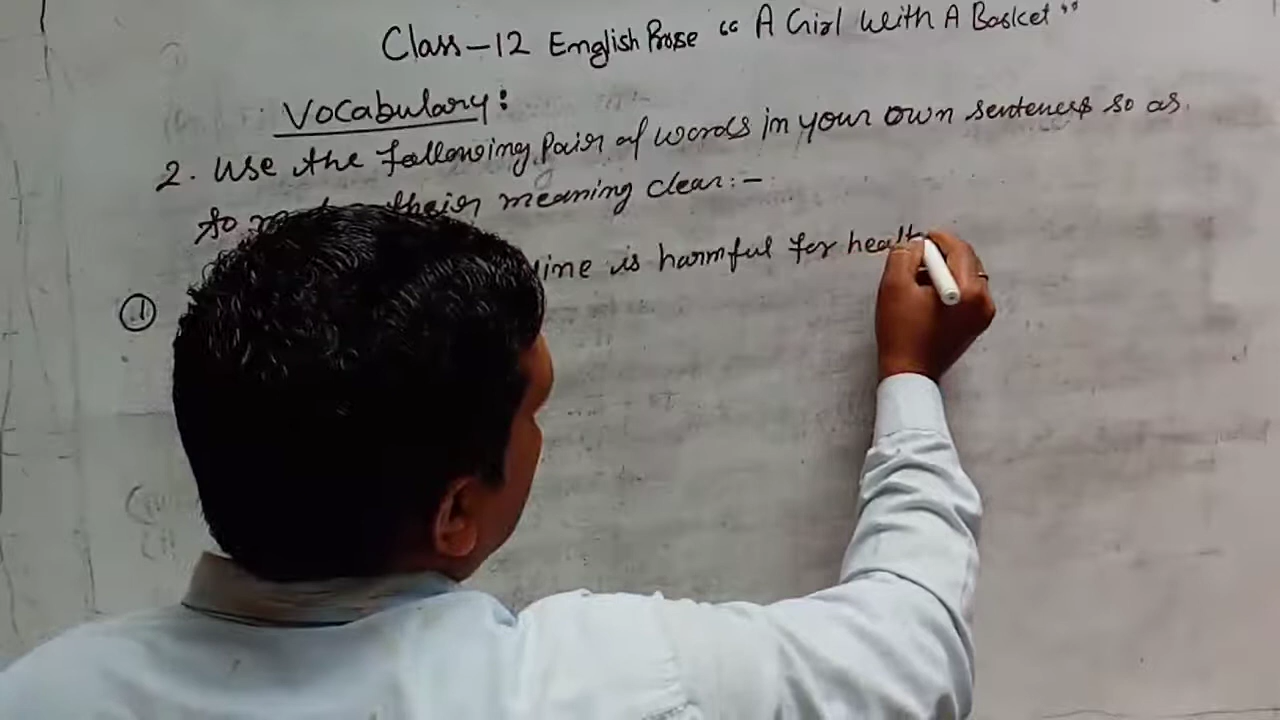 Class-12 English Prose "A Girl With A Basket"
Vocabulary:
2. Use the following Pair of words in your own sentences so as
to their meaning clear:-
① is harmful for healt